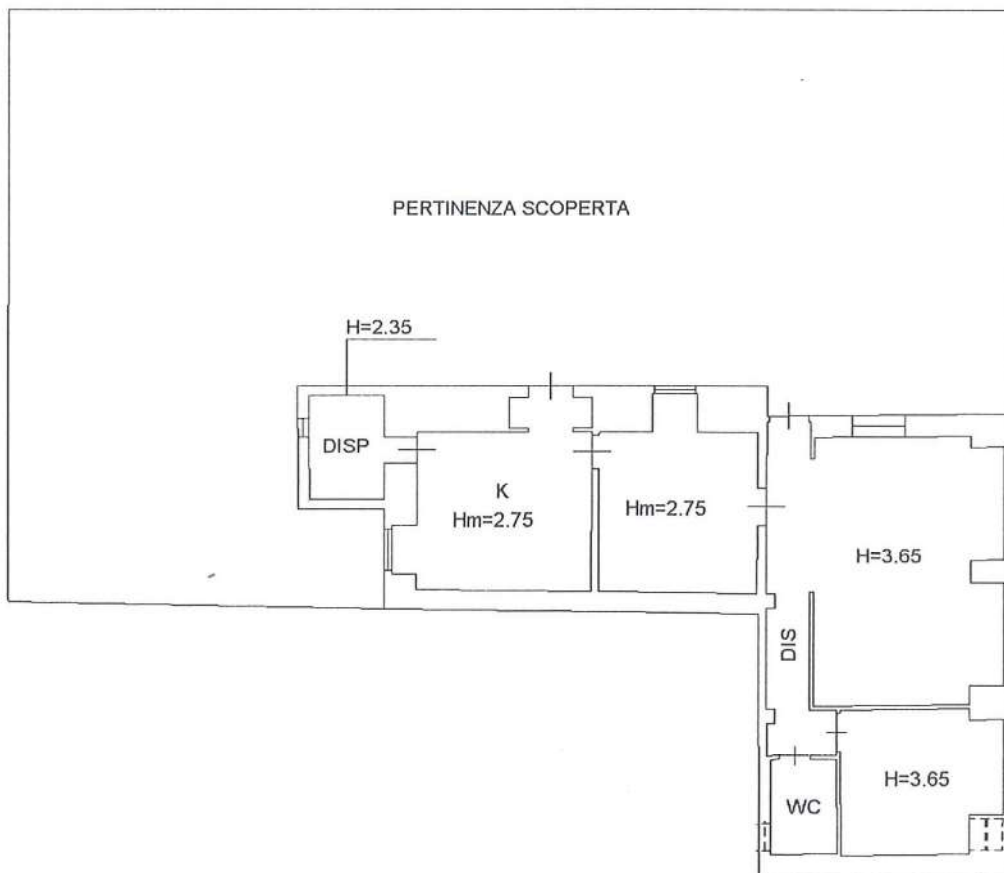 PERTINENZA SCOPERTA
H=2.35
DISP
K
Hm=2.75
Hm=2.75
H=3.65
DIS
H=3.65
WC